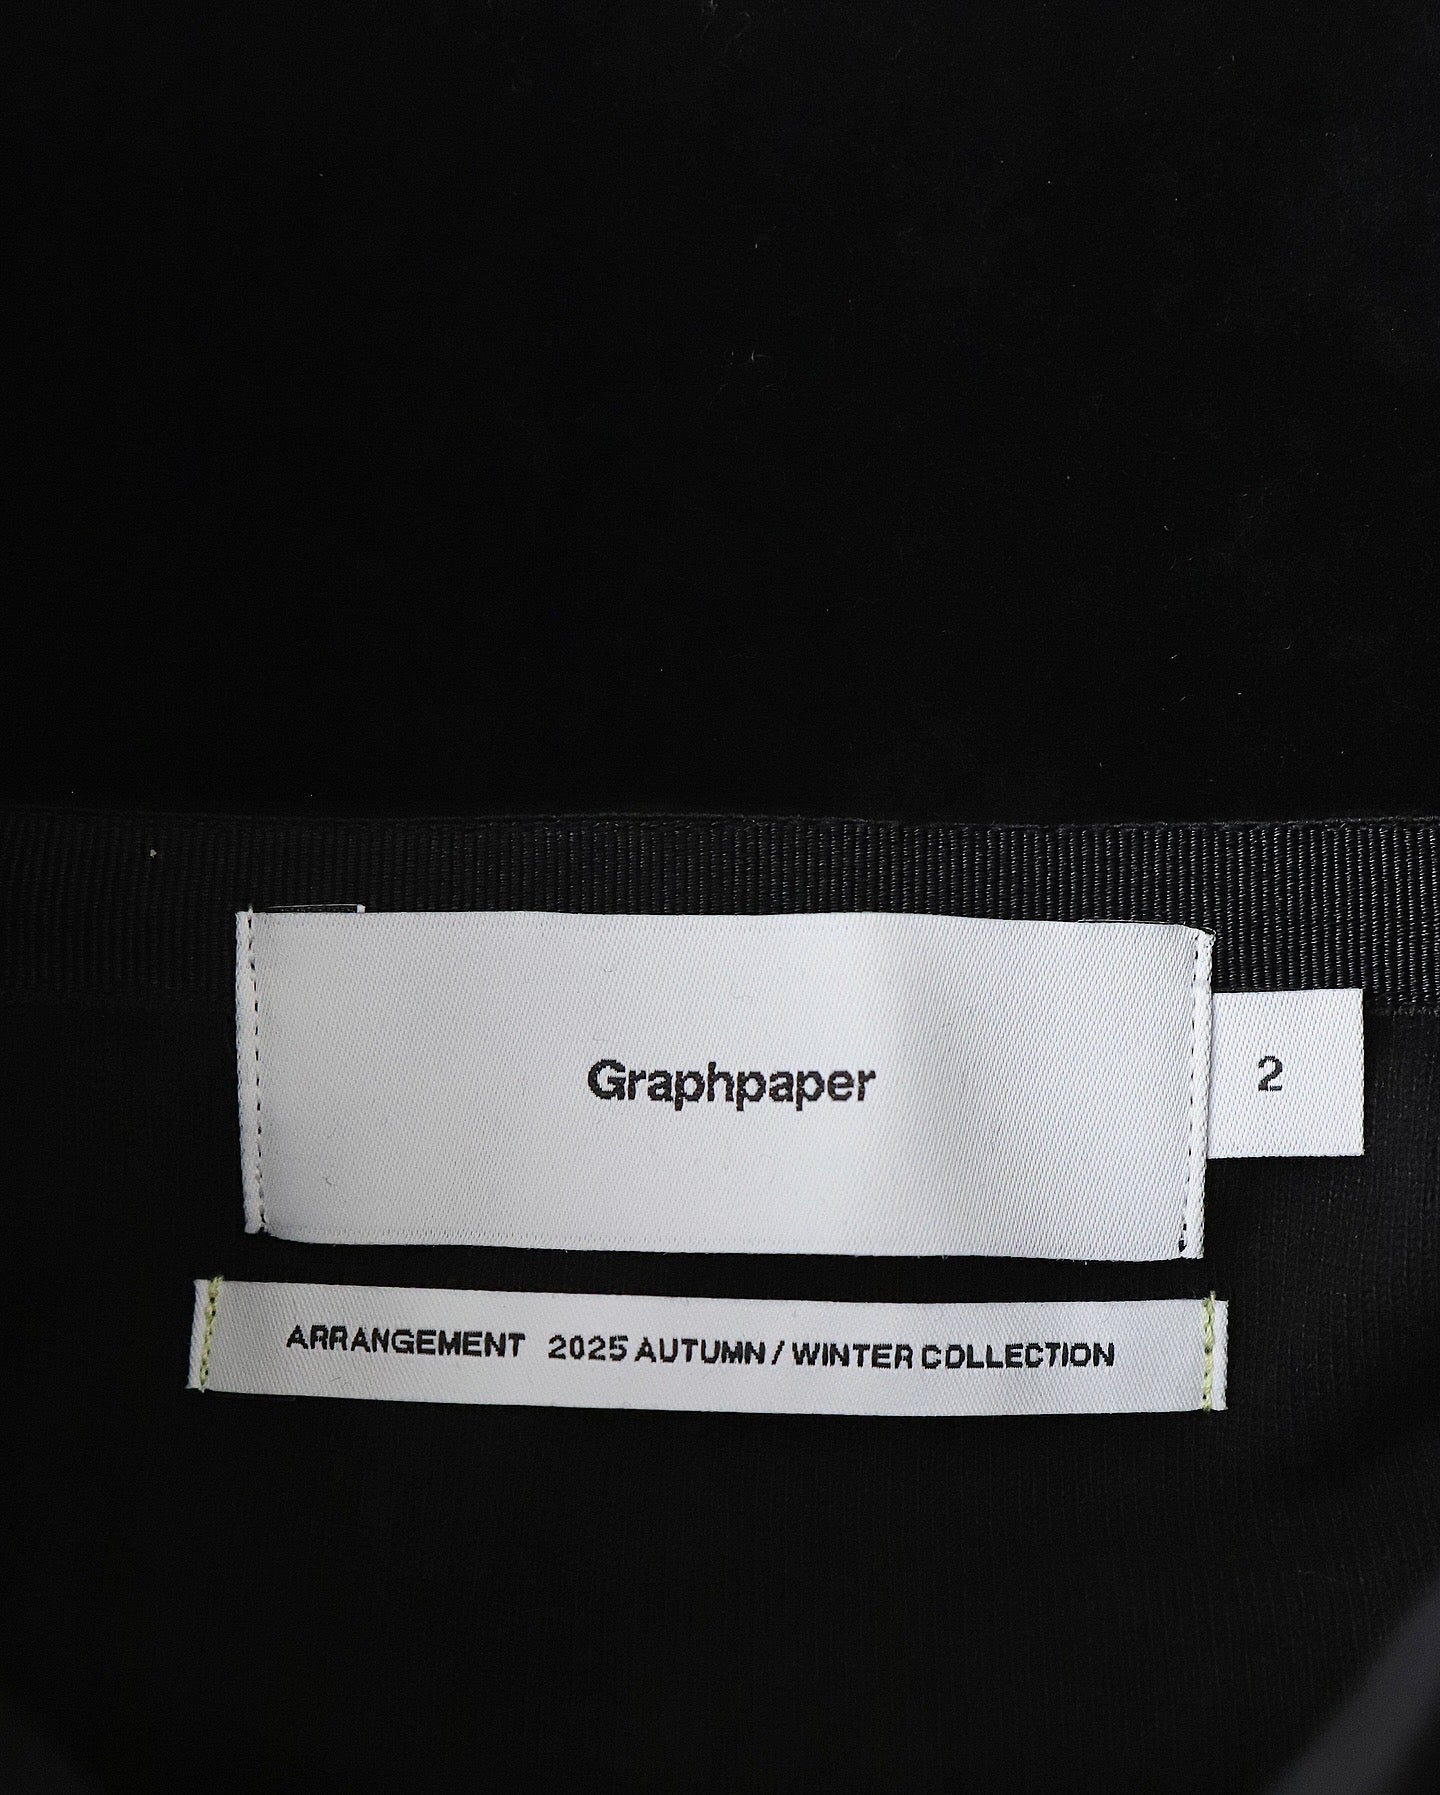 Graphpaper
2
ARRANGEMENT 2025 AUTUMN / WINTER COLLECTION